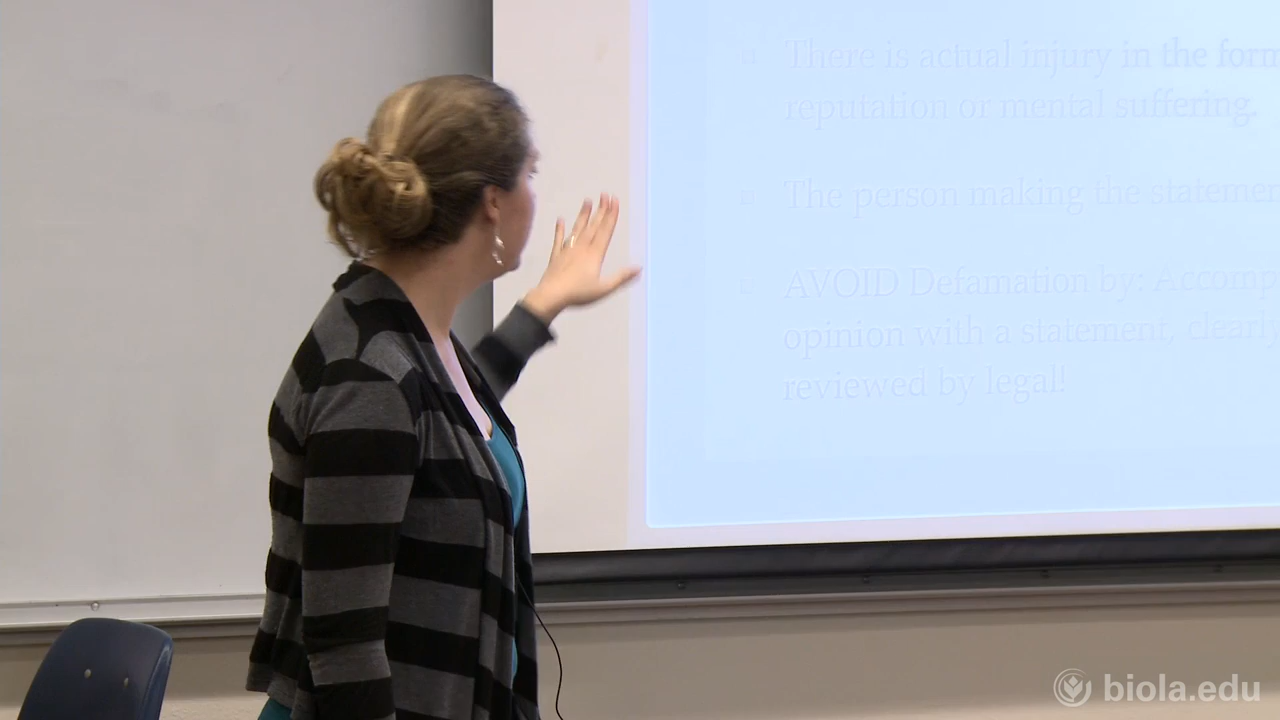 There is actual injury in the form
reputation or mental suffering.
The person making the statemen
AVOID Defamation by: Accomp
opinion with a statement, clearly
reviewed by legal!
biola.edu